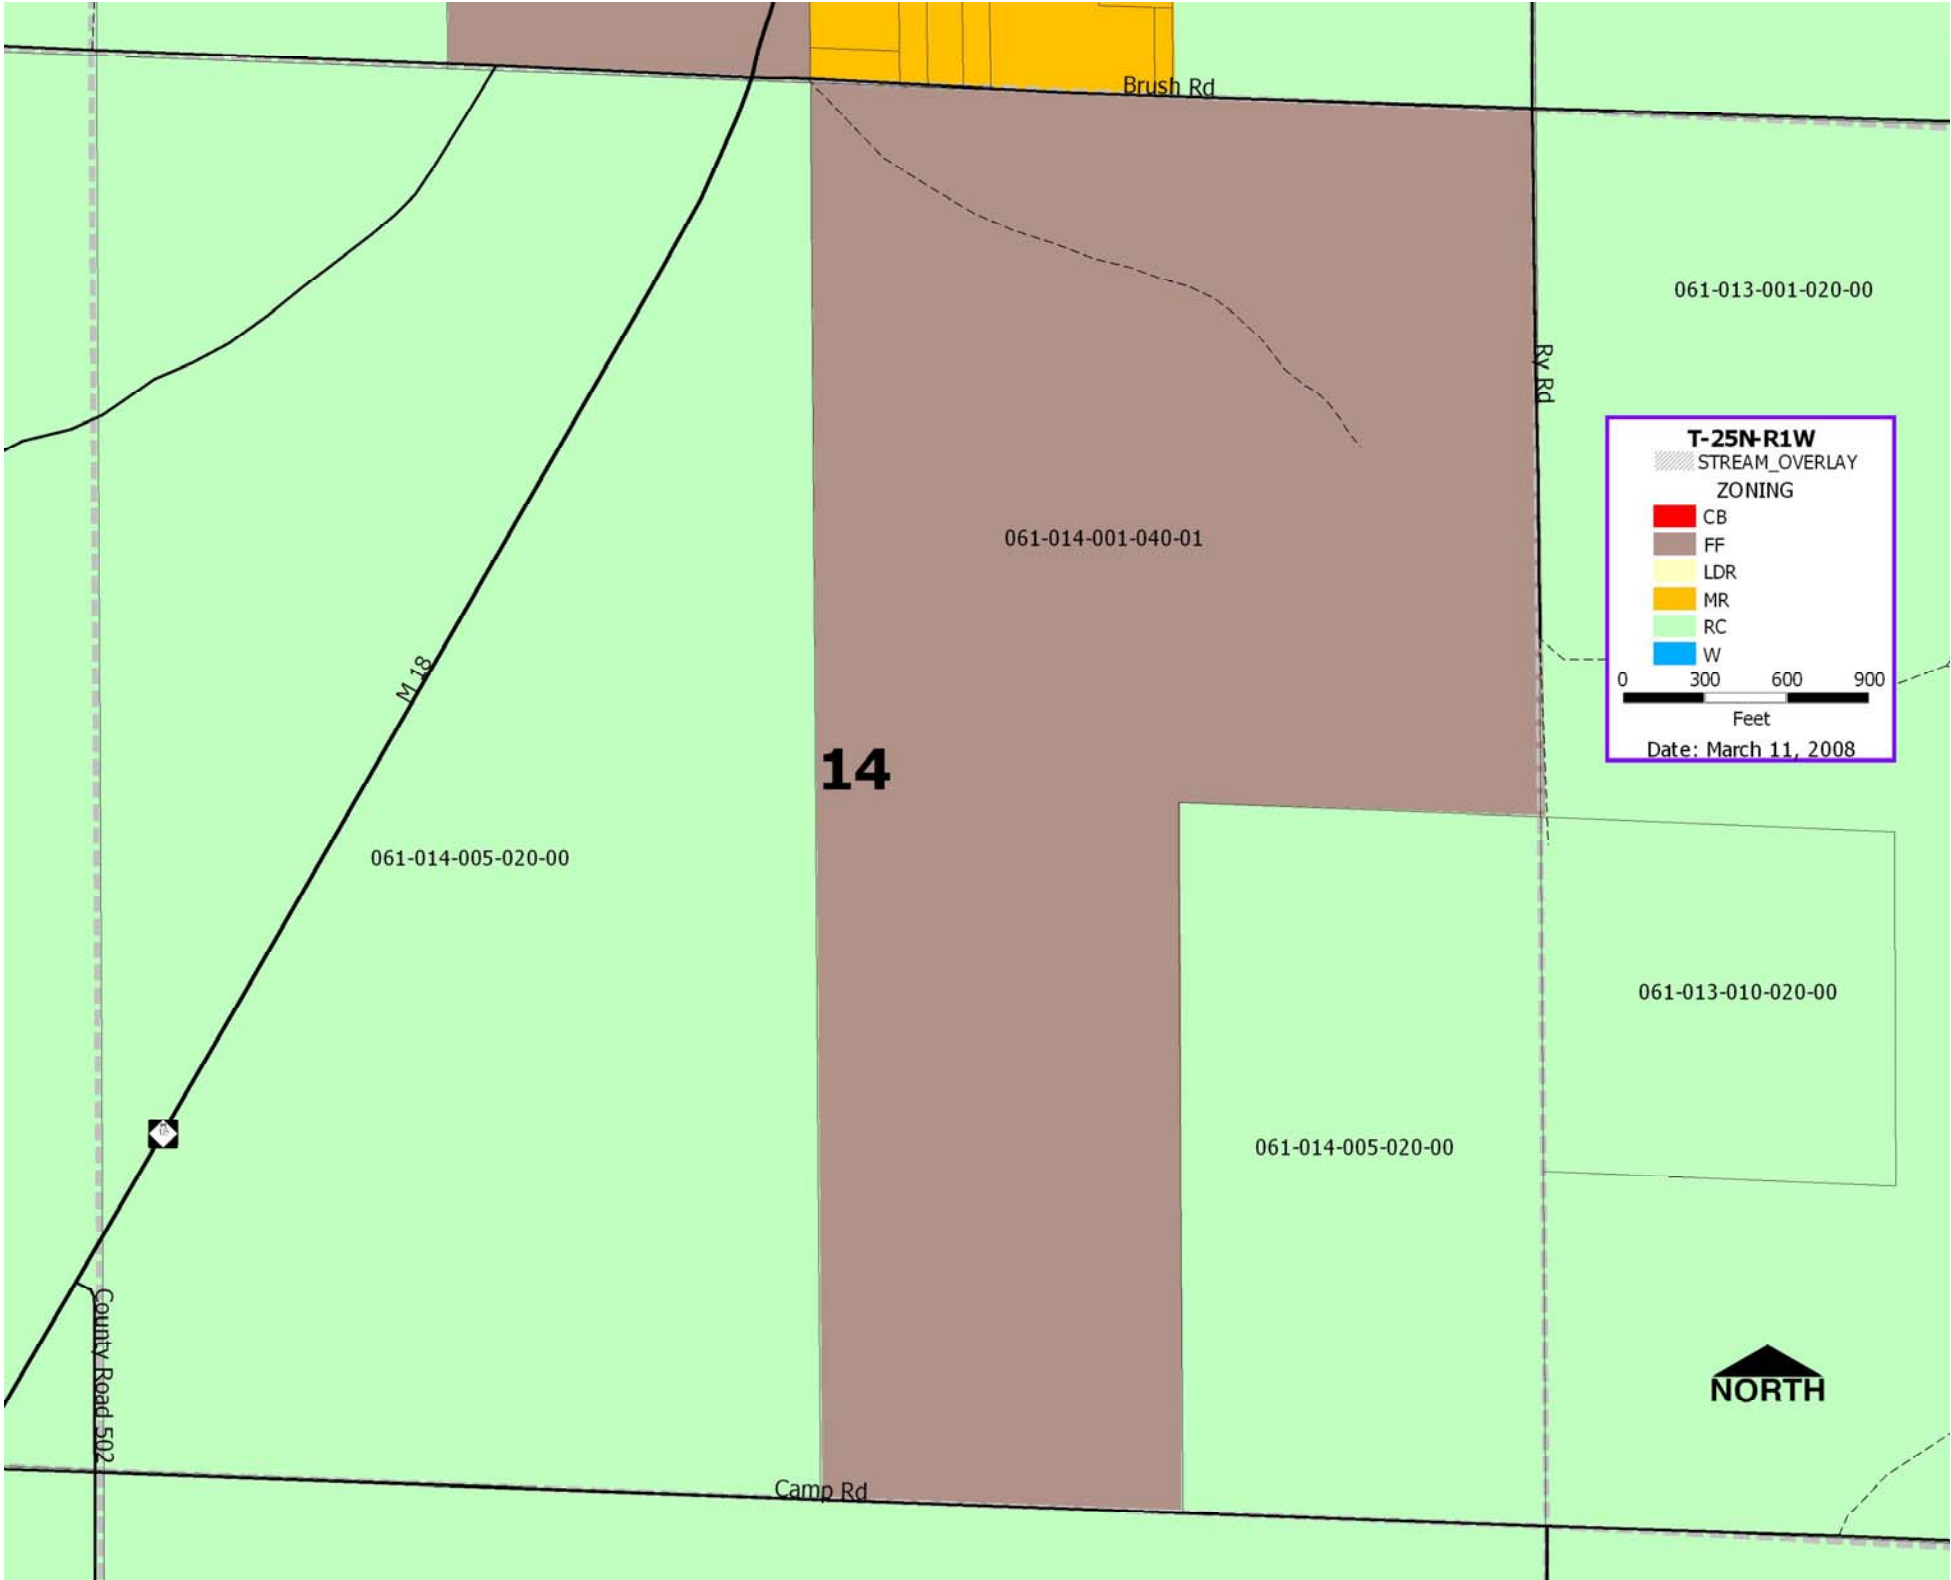 Brush Rd
061-013-001-020-00
Ry Rd
T-25N-R1W
STREAM_OVERLAY
ZONING
CB
FF
LDR
MR
RC
W
0 300 600 900
Feet
Date: March 11, 2008
061-014-001-040-01
M 18
14
061-014-005-020-00
061-013-010-020-00
061-014-005-020-00
County Road 502
NORTH
Camp Rd